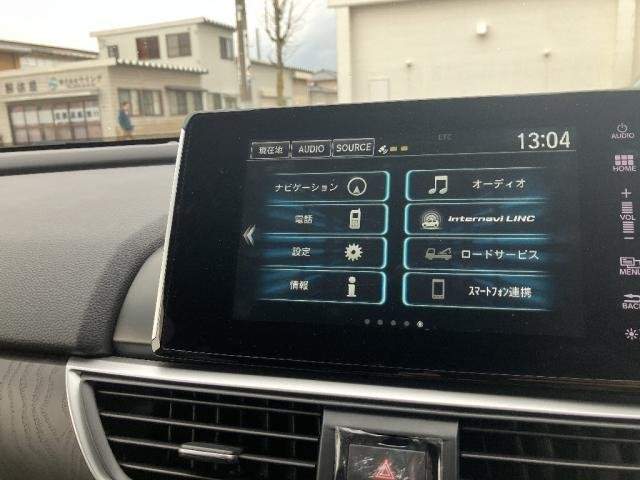 現在地 AUDIO SOURCE ETC 13:04
ナビゲーション オーディオ
電話 internavi LINC
設定 ロードサービス
情報 スマートフォン連携
AUDIO
HOME
+
VOL
−
MENU
BACK